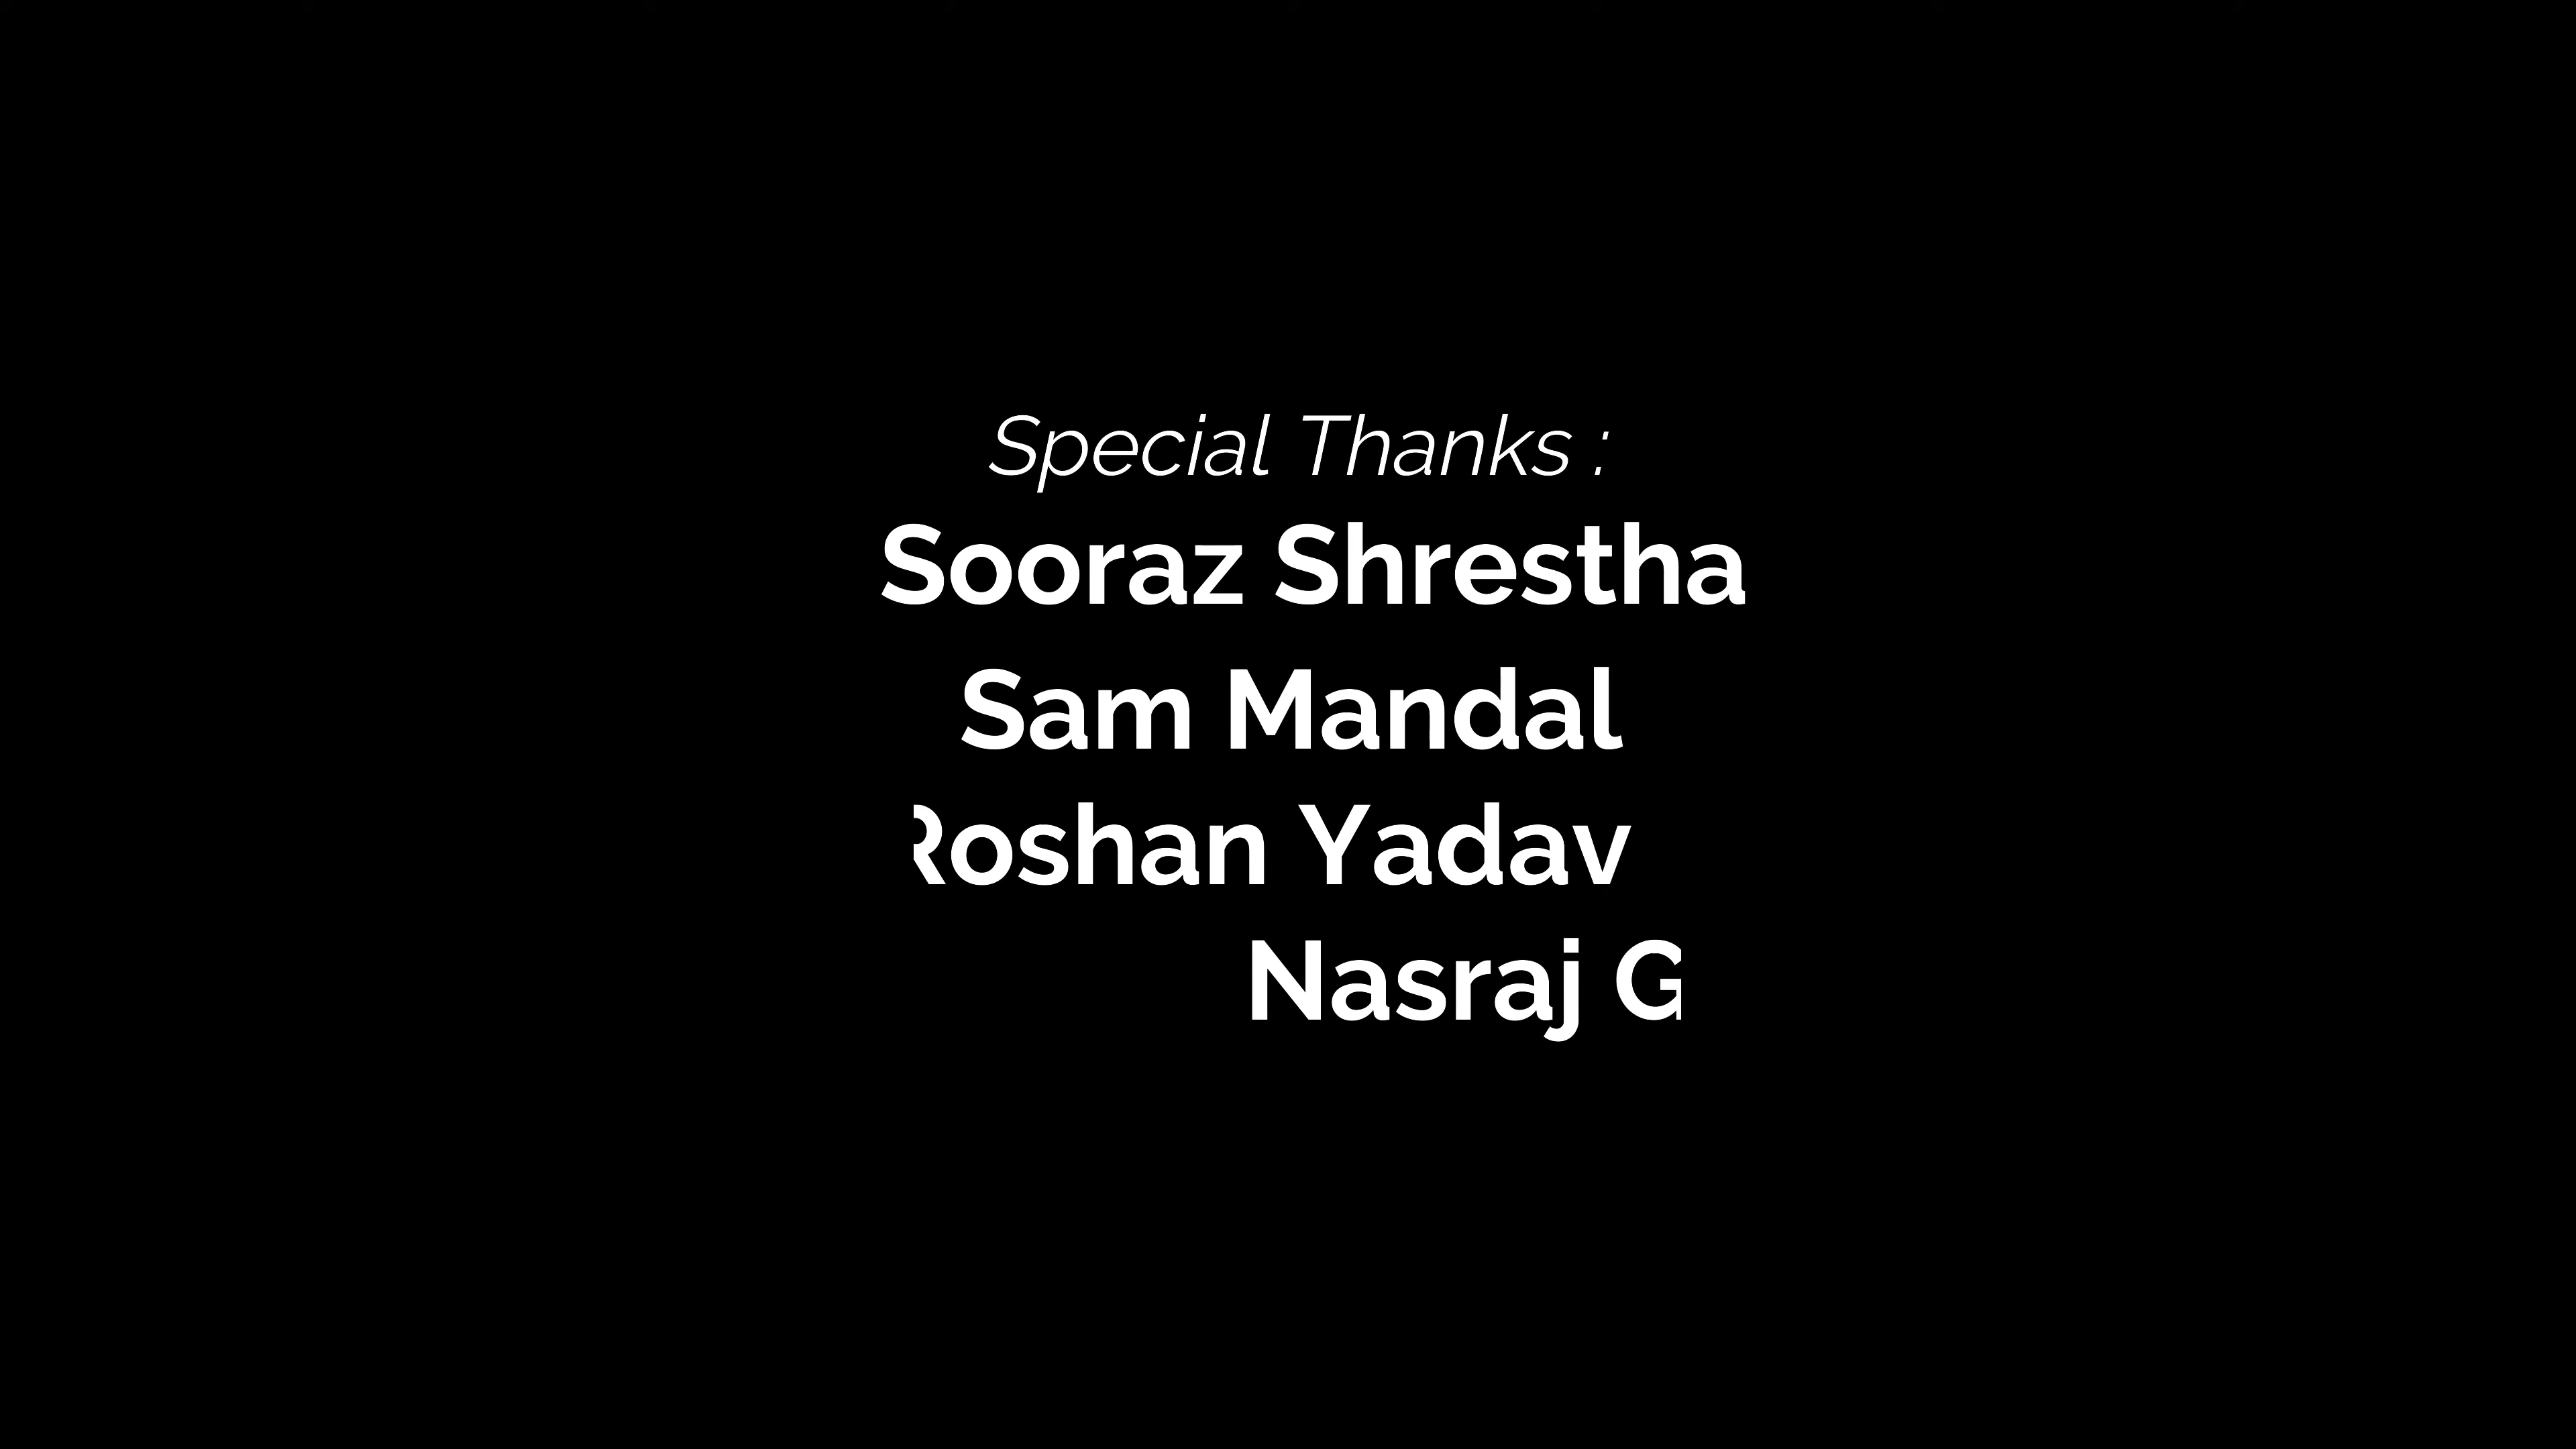 Special Thanks :
Sooraz Shrestha
Sam Mandal
Roshan Yadav
Nasraj G